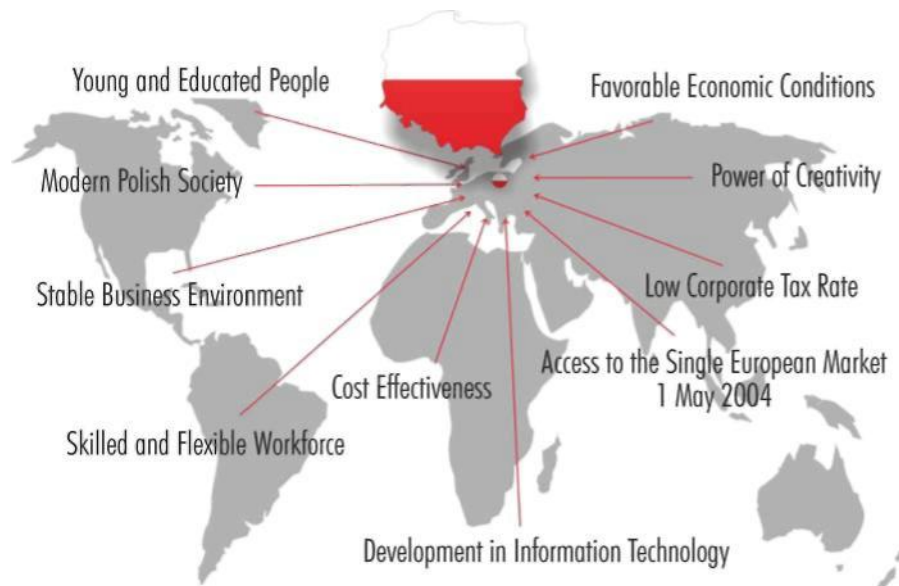 Young and Educated People
Favorable Economic Conditions
Modern Polish Society
Power of Creativity
Stable Business Environment
Low Corporate Tax Rate
Cost Effectiveness
Access to the Single European Market
1 May 2004
Skilled and Flexible Workforce
Development in Information Technology